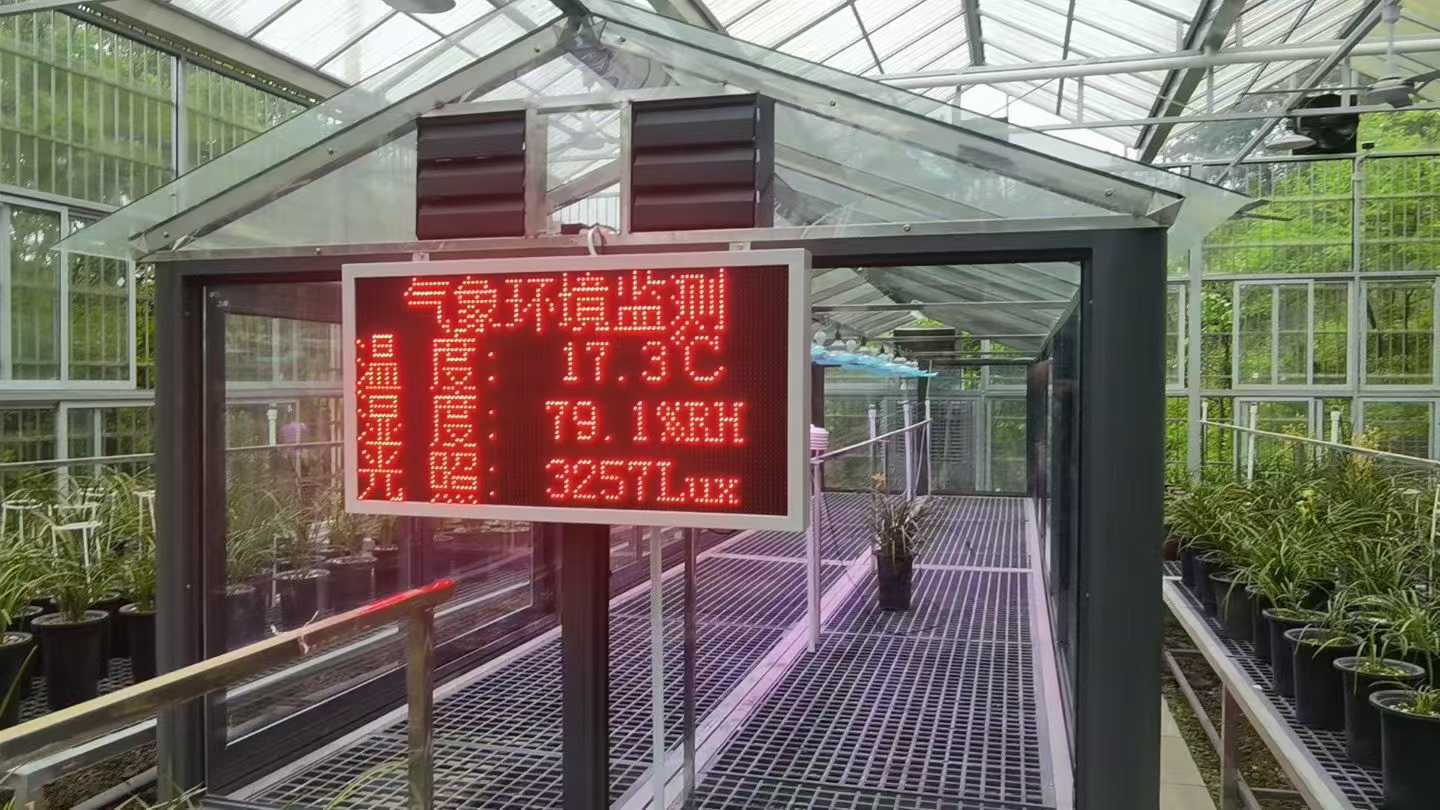 气象环境监测
温 度: 17.3℃
湿 度: 79.1%RH
光 照: 3257Lux